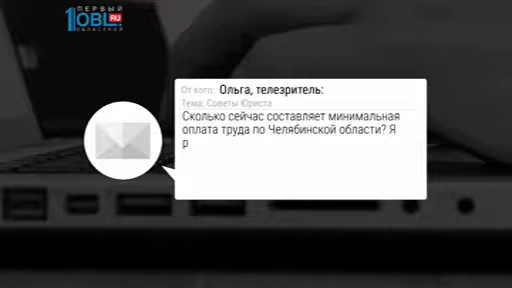 ПЕРВЫЙ
1OBL.RU
ОБЛАСТНОЙ
От кого: Ольга, телезритель:
Тема: Советы Юриста
Сколько сейчас составляет минимальная
оплата труда по Челябинской области? Я
р